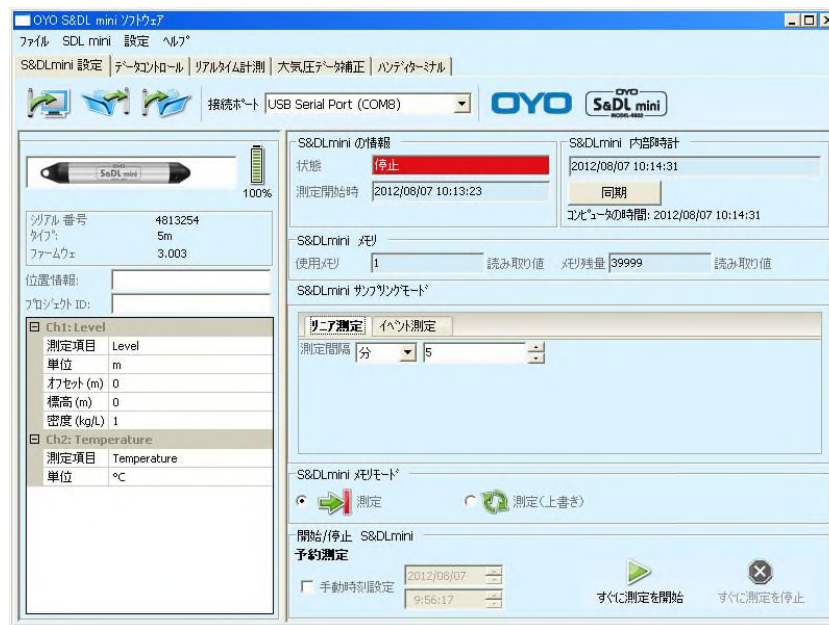 OYO S&DL mini ソフトウェア
ファイル SDL mini 設定 ヘルプ
S&DLmini 設定 データコントロール リアルタイム計測 大気圧データ補正 ハンディターミナル
接続ポート USB Serial Port (COM8) OYO OYO S&DL mini
S&DL mini
100%
シリアル 番号 4813254
タイプ: 5m
ファームウェ 3.003
位置情報:
プロジェクト ID:
Ch1: Level
測定項目 Level
単位 m
オフセット (m) 0
標高 (m) 0
密度 (kg/L) 1
Ch2: Temperature
測定項目 Temperature
単位 °C
S&DLmini の情報
状態 停止
測定開始時 2012/08/07 10:13:23
S&DLmini 内部時計
2012/08/07 10:14:31
同期
コンピュータの時間: 2012/08/07 10:14:31
S&DLmini メモリ
使用メモリ 1 読み取り値 メモリ残量 39999 読み取り値
S&DLmini サンプリングモード
リニア測定 イベント測定
測定間隔 分 5
S&DLmini メモリモード
測定 測定(上書き)
開始/停止 S&DLmini
予約測定
手動時刻設定 2012/08/07
9:56:17
すぐに測定を開始 すぐに測定を停止